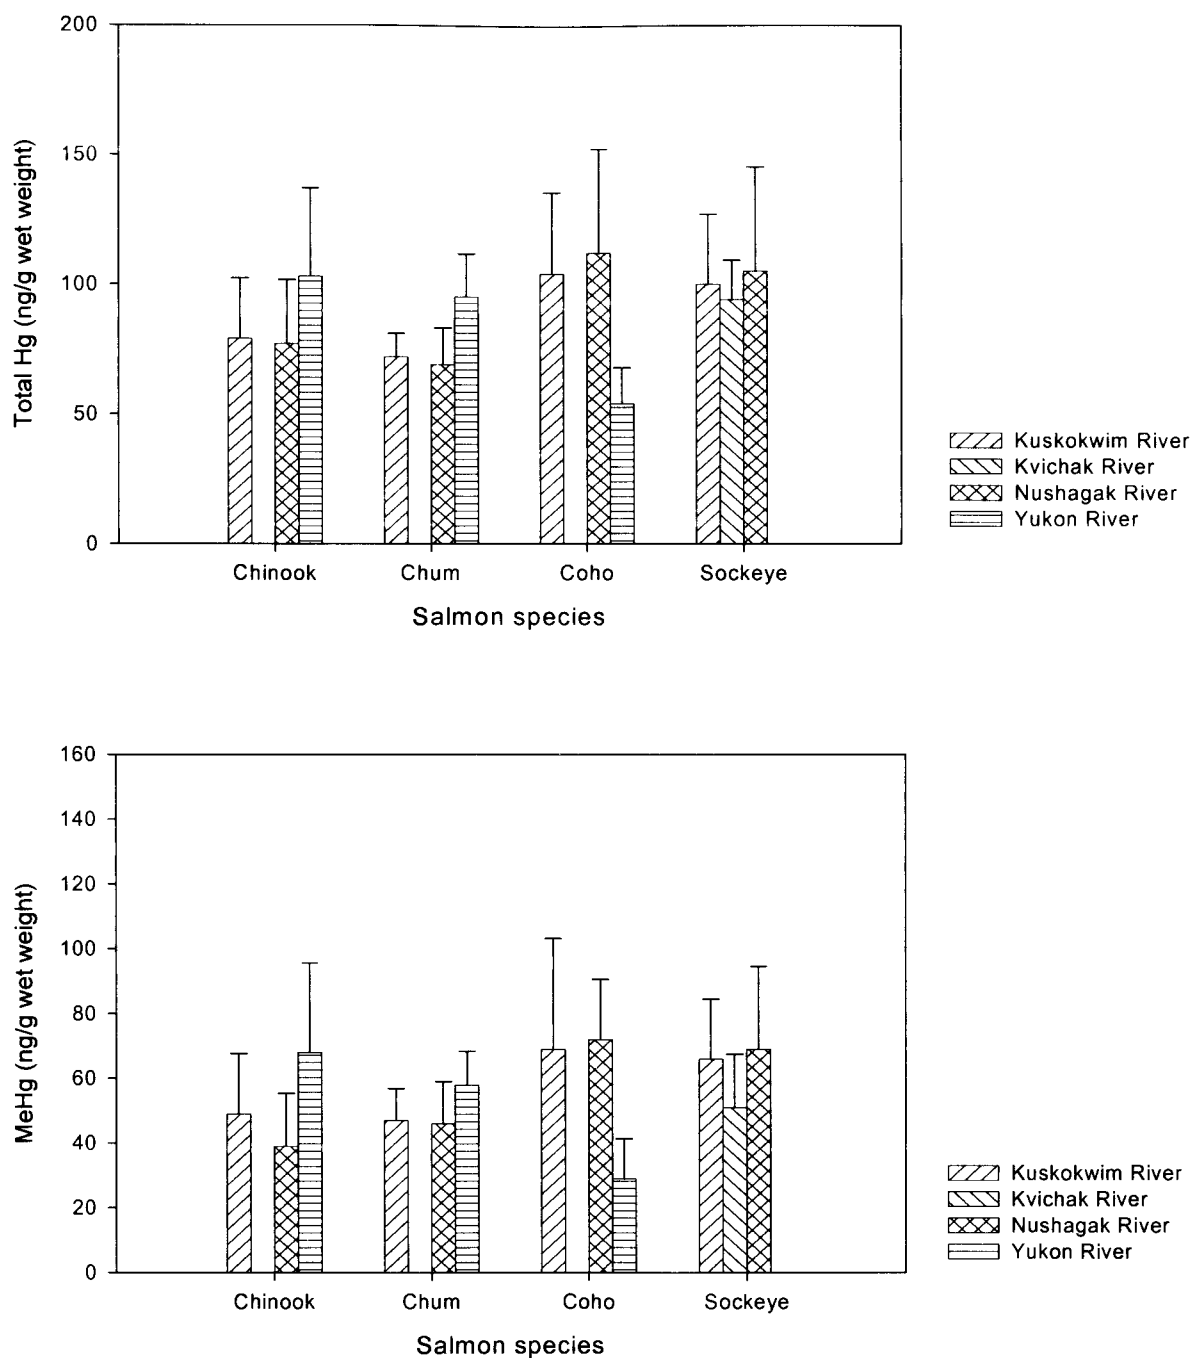 200
150
100
50
0
Total Hg (ng/g wet weight)
Chinook Chum Coho Sockeye
Salmon species
Kuskokwim River
Kvichak River
Nushagak River
Yukon River
160
140
120
100
80
60
40
20
0
MeHg (ng/g wet weight)
Chinook Chum Coho Sockeye
Salmon species
Kuskokwim River
Kvichak River
Nushagak River
Yukon River